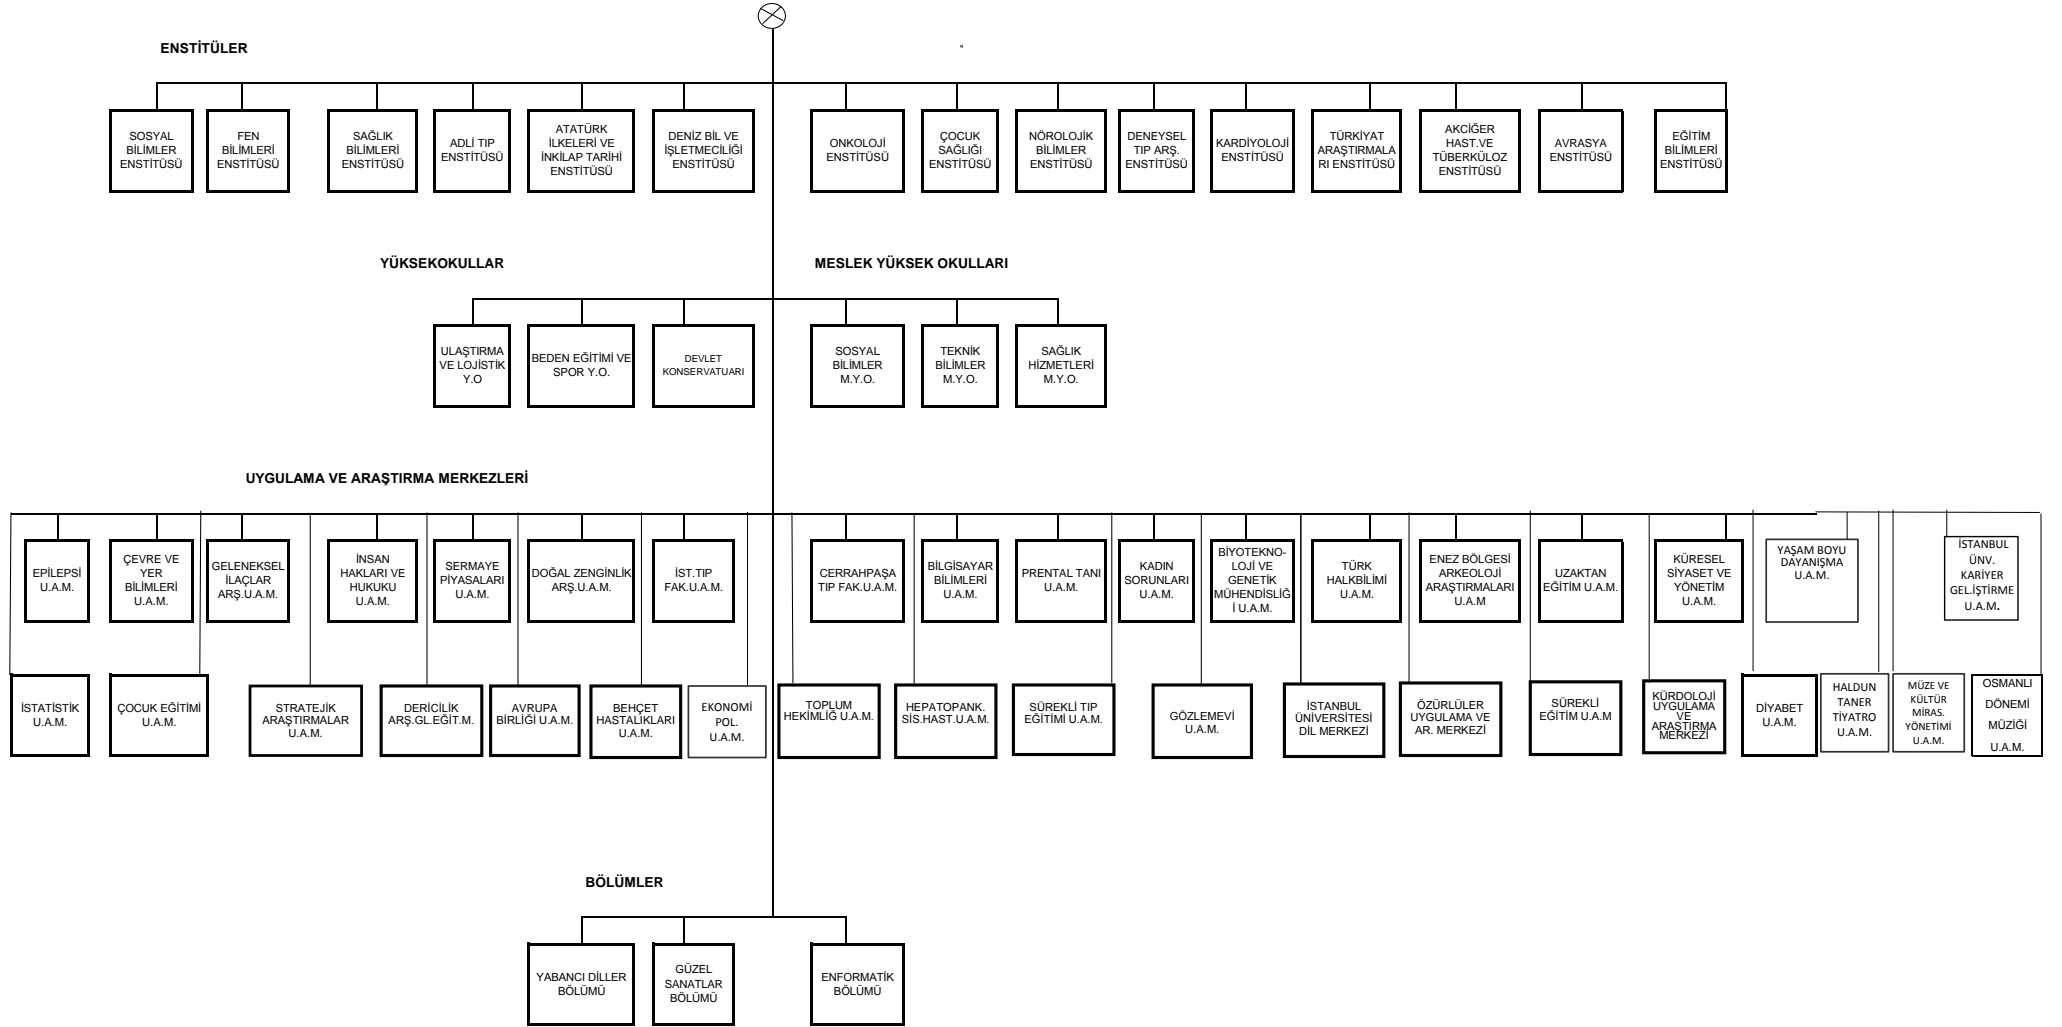 ENSTİTÜLER
"
SOSYAL
BİLİMLER
ENSTİTÜSÜ
FEN
BİLİMLERİ
ENSTİTÜSÜ
SAĞLIK
BİLİMLERİ
ENSTİTÜSÜ
ADLİ TIP
ENSTİTÜSÜ
ATATÜRK
İLKELERİ VE
İNKİLAP TARİHİ
ENSTİTÜSÜ
DENİZ BİL VE
İŞLETMECİLİĞİ
ENSTİTÜSÜ
ONKOLOJİ
ENSTİTÜSÜ
ÇOCUK
SAĞLIĞI
ENSTİTÜSÜ
NÖROLOJİK
BİLİMLER
ENSTİTÜSÜ
DENEYSEL
TIP ARŞ.
ENSTİTÜSÜ
KARDİYOLOJİ
ENSTİTÜSÜ
TÜRKİYAT
ARAŞTIRMALA
RI ENSTİTÜSÜ
AKCİĞER
HAST.VE
TÜBERKÜLOZ
ENSTİTÜSÜ
AVRASYA
ENSTİTÜSÜ
EĞİTİM
BİLİMLERİ
ENSTİTÜSÜ
YÜKSEKOKULLAR
MESLEK YÜKSEK OKULLARI
ULAŞTIRMA
VE LOJİSTİK
Y.O
BEDEN EĞİTİMİ VE
SPOR Y.O.
DEVLET
KONSERVATUARI
SOSYAL
BİLİMLER
M.Y.O.
TEKNİK
BİLİMLER
M.Y.O.
SAĞLIK
HİZMETLERİ
M.Y.O.
UYGULAMA VE ARAŞTIRMA MERKEZLERİ
EPİLEPSİ
U.A.M.
ÇEVRE VE
YER
BİLİMLERİ
U.A.M.
GELENEKSEL
İLAÇLAR
ARŞ.U.A.M.
İNSAN
HAKLARI VE
HUKUKU
U.A.M.
SERMAYE
PİYASALARI
U.A.M.
DOĞAL ZENGİNLİK
ARŞ.U.A.M.
İST.TIP
FAK.U.A.M.
CERRAHPAŞA
TIP FAK.U.A.M.
BİLGİSAYAR
BİLİMLERİ
U.A.M.
PRENTAL TANI
U.A.M.
KADIN
SORUNLARI
U.A.M.
BİYOTEKNO-
LOJİ VE
GENETİK
MÜHENDİSLİĞ
İ U.A.M.
TÜRK
HALKBİLİMİ
U.A.M.
ENEZ BÖLGESİ
ARKEOLOJİ
ARAŞTIRMALARI
U.A.M
UZAKTAN
EĞİTİM U.A.M.
KÜRESEL
SİYASET VE
YÖNETİM
U.A.M.
YAŞAM BOYU
DAYANIŞMA
U.A.M.
İSTANBUL
ÜNV.
KARİYER
GEL.İŞTİRME
U.A.M.
İSTATİSTİK
U.A.M.
ÇOCUK EĞİTİMİ
U.A.M.
STRATEJİK
ARAŞTIRMALAR
U.A.M.
DERİCİLİK
ARŞ.GL.EĞİT.M.
AVRUPA
BİRLİĞİ U.A.M.
BEHÇET
HASTALIKLARI
U.A.M.
EKONOMİ
POL.
U.A.M.
TOPLUM
HEKİMLİĞ U.A.M.
HEPATOPANK.
SİS.HAST.U.A.M.
SÜREKLİ TIP
EĞİTİMİ U.A.M.
GÖZLEMEVİ
U.A.M.
İSTANBUL
ÜNİVERSİTESİ
DİL MERKEZİ
ÖZÜRLÜLER
UYGULAMA VE
AR. MERKEZİ
SÜREKLİ
EĞİTİM U.A.M
KÜRDOLOJİ
UYGULAMA
VE
ARAŞTIRMA
MERKEZİ
DİYABET
U.A.M.
HALDUN
TANER
TİYATRO
U.A.M.
MÜZE VE
KÜLTÜR
MİRAS.
YÖNETİMİ
U.A.M.
OSMANLI
DÖNEMİ
MÜZİĞİ
U.A.M.
BÖLÜMLER
YABANCI DİLLER
BÖLÜMÜ
GÜZEL
SANATLAR
BÖLÜMÜ
ENFORMATİK
BÖLÜMÜ